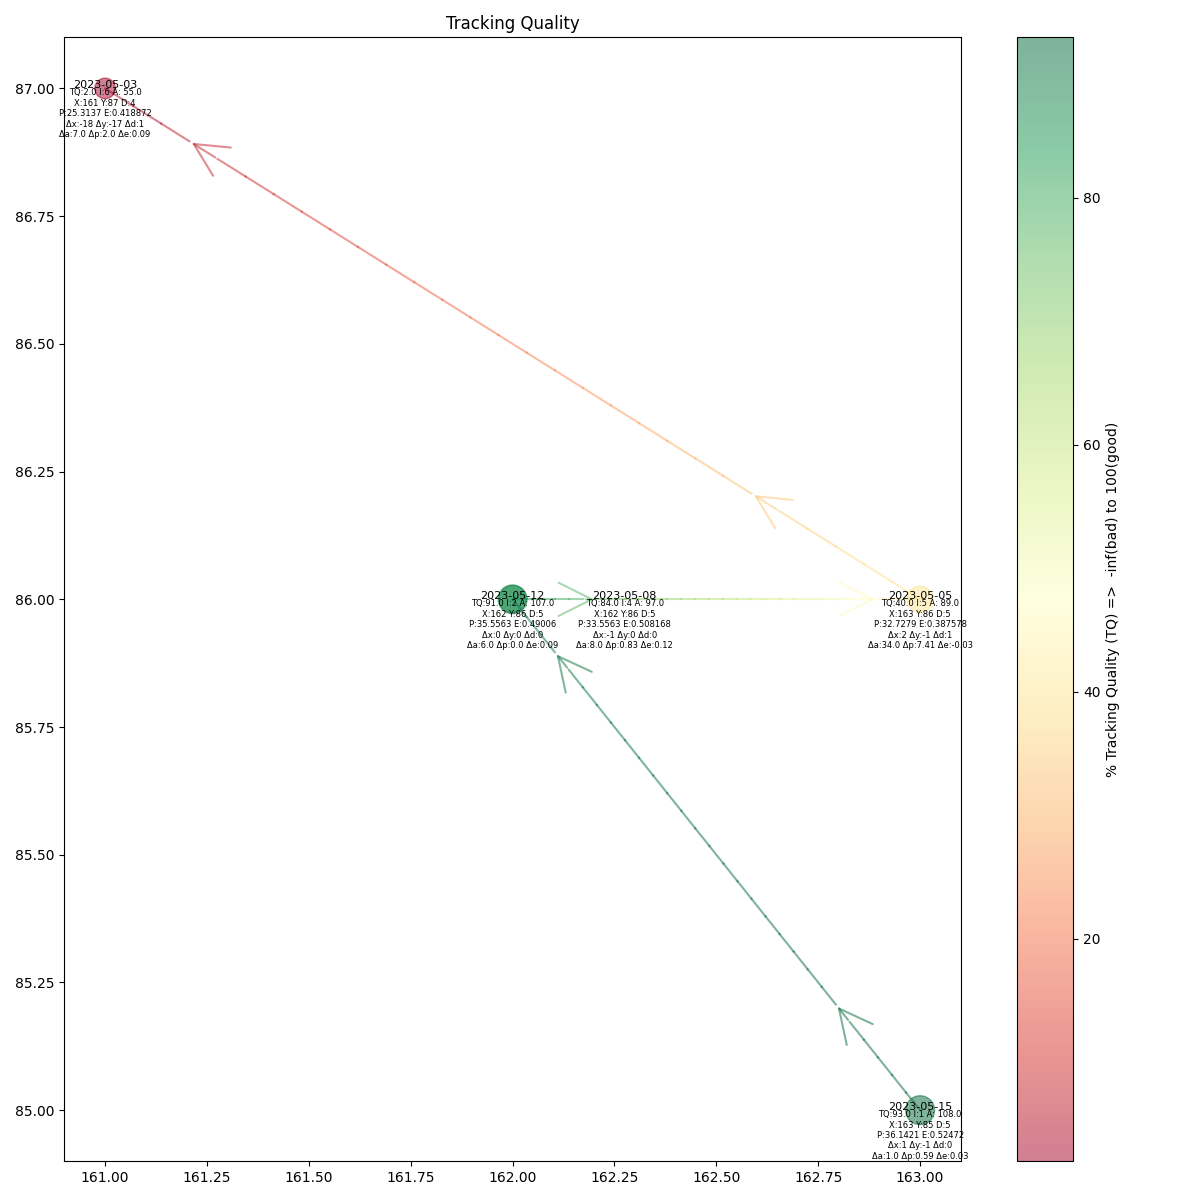 Tracking Quality
87.00
86.75
86.50
86.25
86.00
85.75
85.50
85.25
85.00
2023-05-03
TQ:2.0 I:6 A: 55.0
X:161 Y:87 D:4
P:25.3137 E:0.418872
Δx:-18 Δy:-17 Δd:1
Δa:7.0 Δp:2.0 Δe:0.09
2023-05-12
TQ:91.0 I:2 A: 107.0
X:162 Y:86 D:5
P:35.5563 E:0.49006
Δx:0 Δy:0 Δd:0
Δa:6.0 Δp:0.0 Δe:0.09
2023-05-08
TQ:84.0 I:4 A: 97.0
X:162 Y:86 D:5
P:33.5563 E:0.508168
Δx:-1 Δy:0 Δd:0
Δa:8.0 Δp:0.83 Δe:0.12
2023-05-05
TQ:40.0 I:5 A: 89.0
X:163 Y:86 D:5
P:32.7279 E:0.387578
Δx:2 Δy:-1 Δd:1
Δa:34.0 Δp:7.41 Δe:-0.03
2023-05-15
TQ:93.0 I:1 A: 108.0
X:163 Y:85 D:5
P:36.1421 E:0.52472
Δx:1 Δy:-1 Δd:0
Δa:1.0 Δp:0.59 Δe:0.03
161.00
161.25
161.50
161.75
162.00
162.25
162.50
162.75
163.00
80
60
40
20
% Tracking Quality (TQ) => -inf(bad) to 100(good)